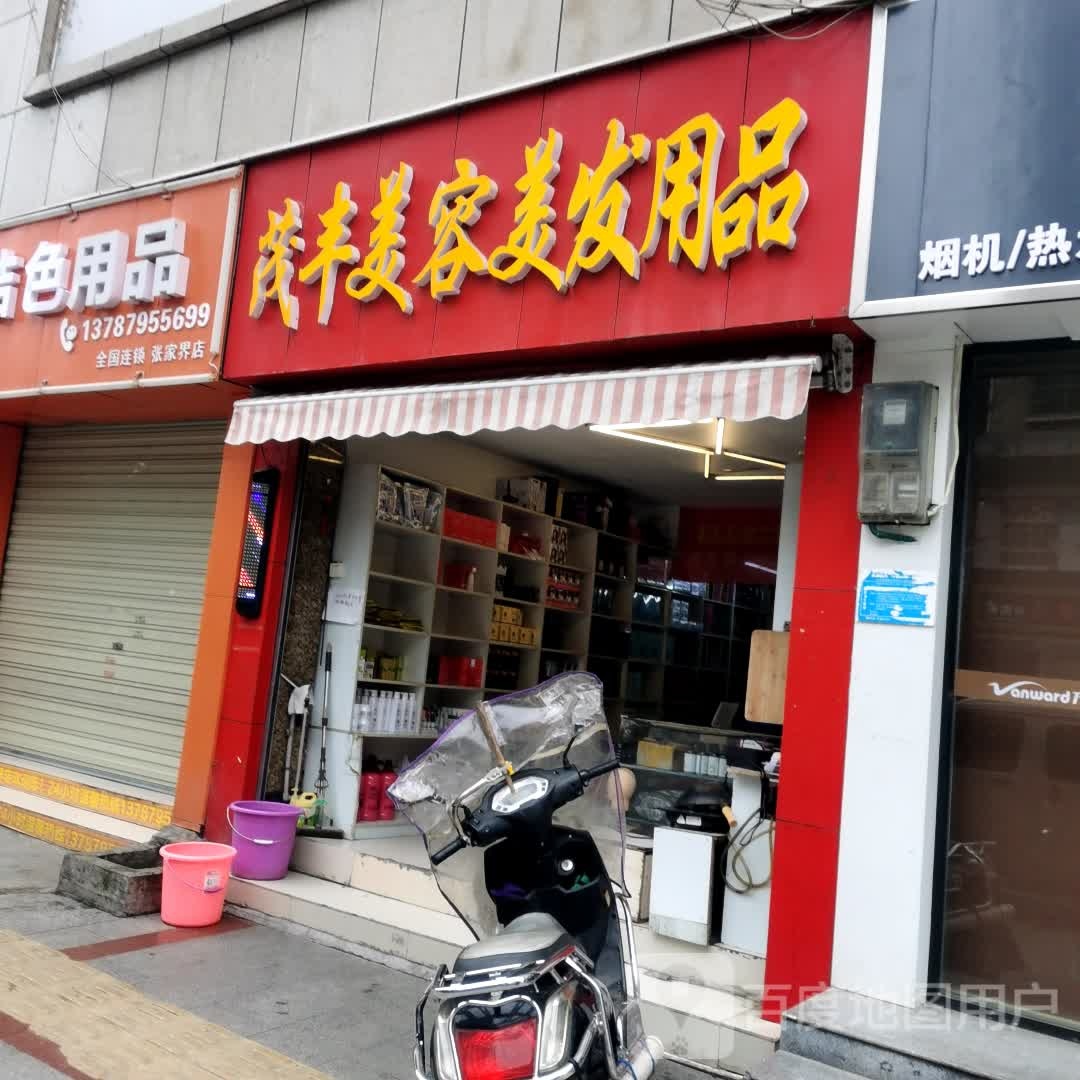 茂丰美容美发用品
洁色用品
13787955699
全国连锁 张家界店
烟机/热
Vanward
百度地图用户